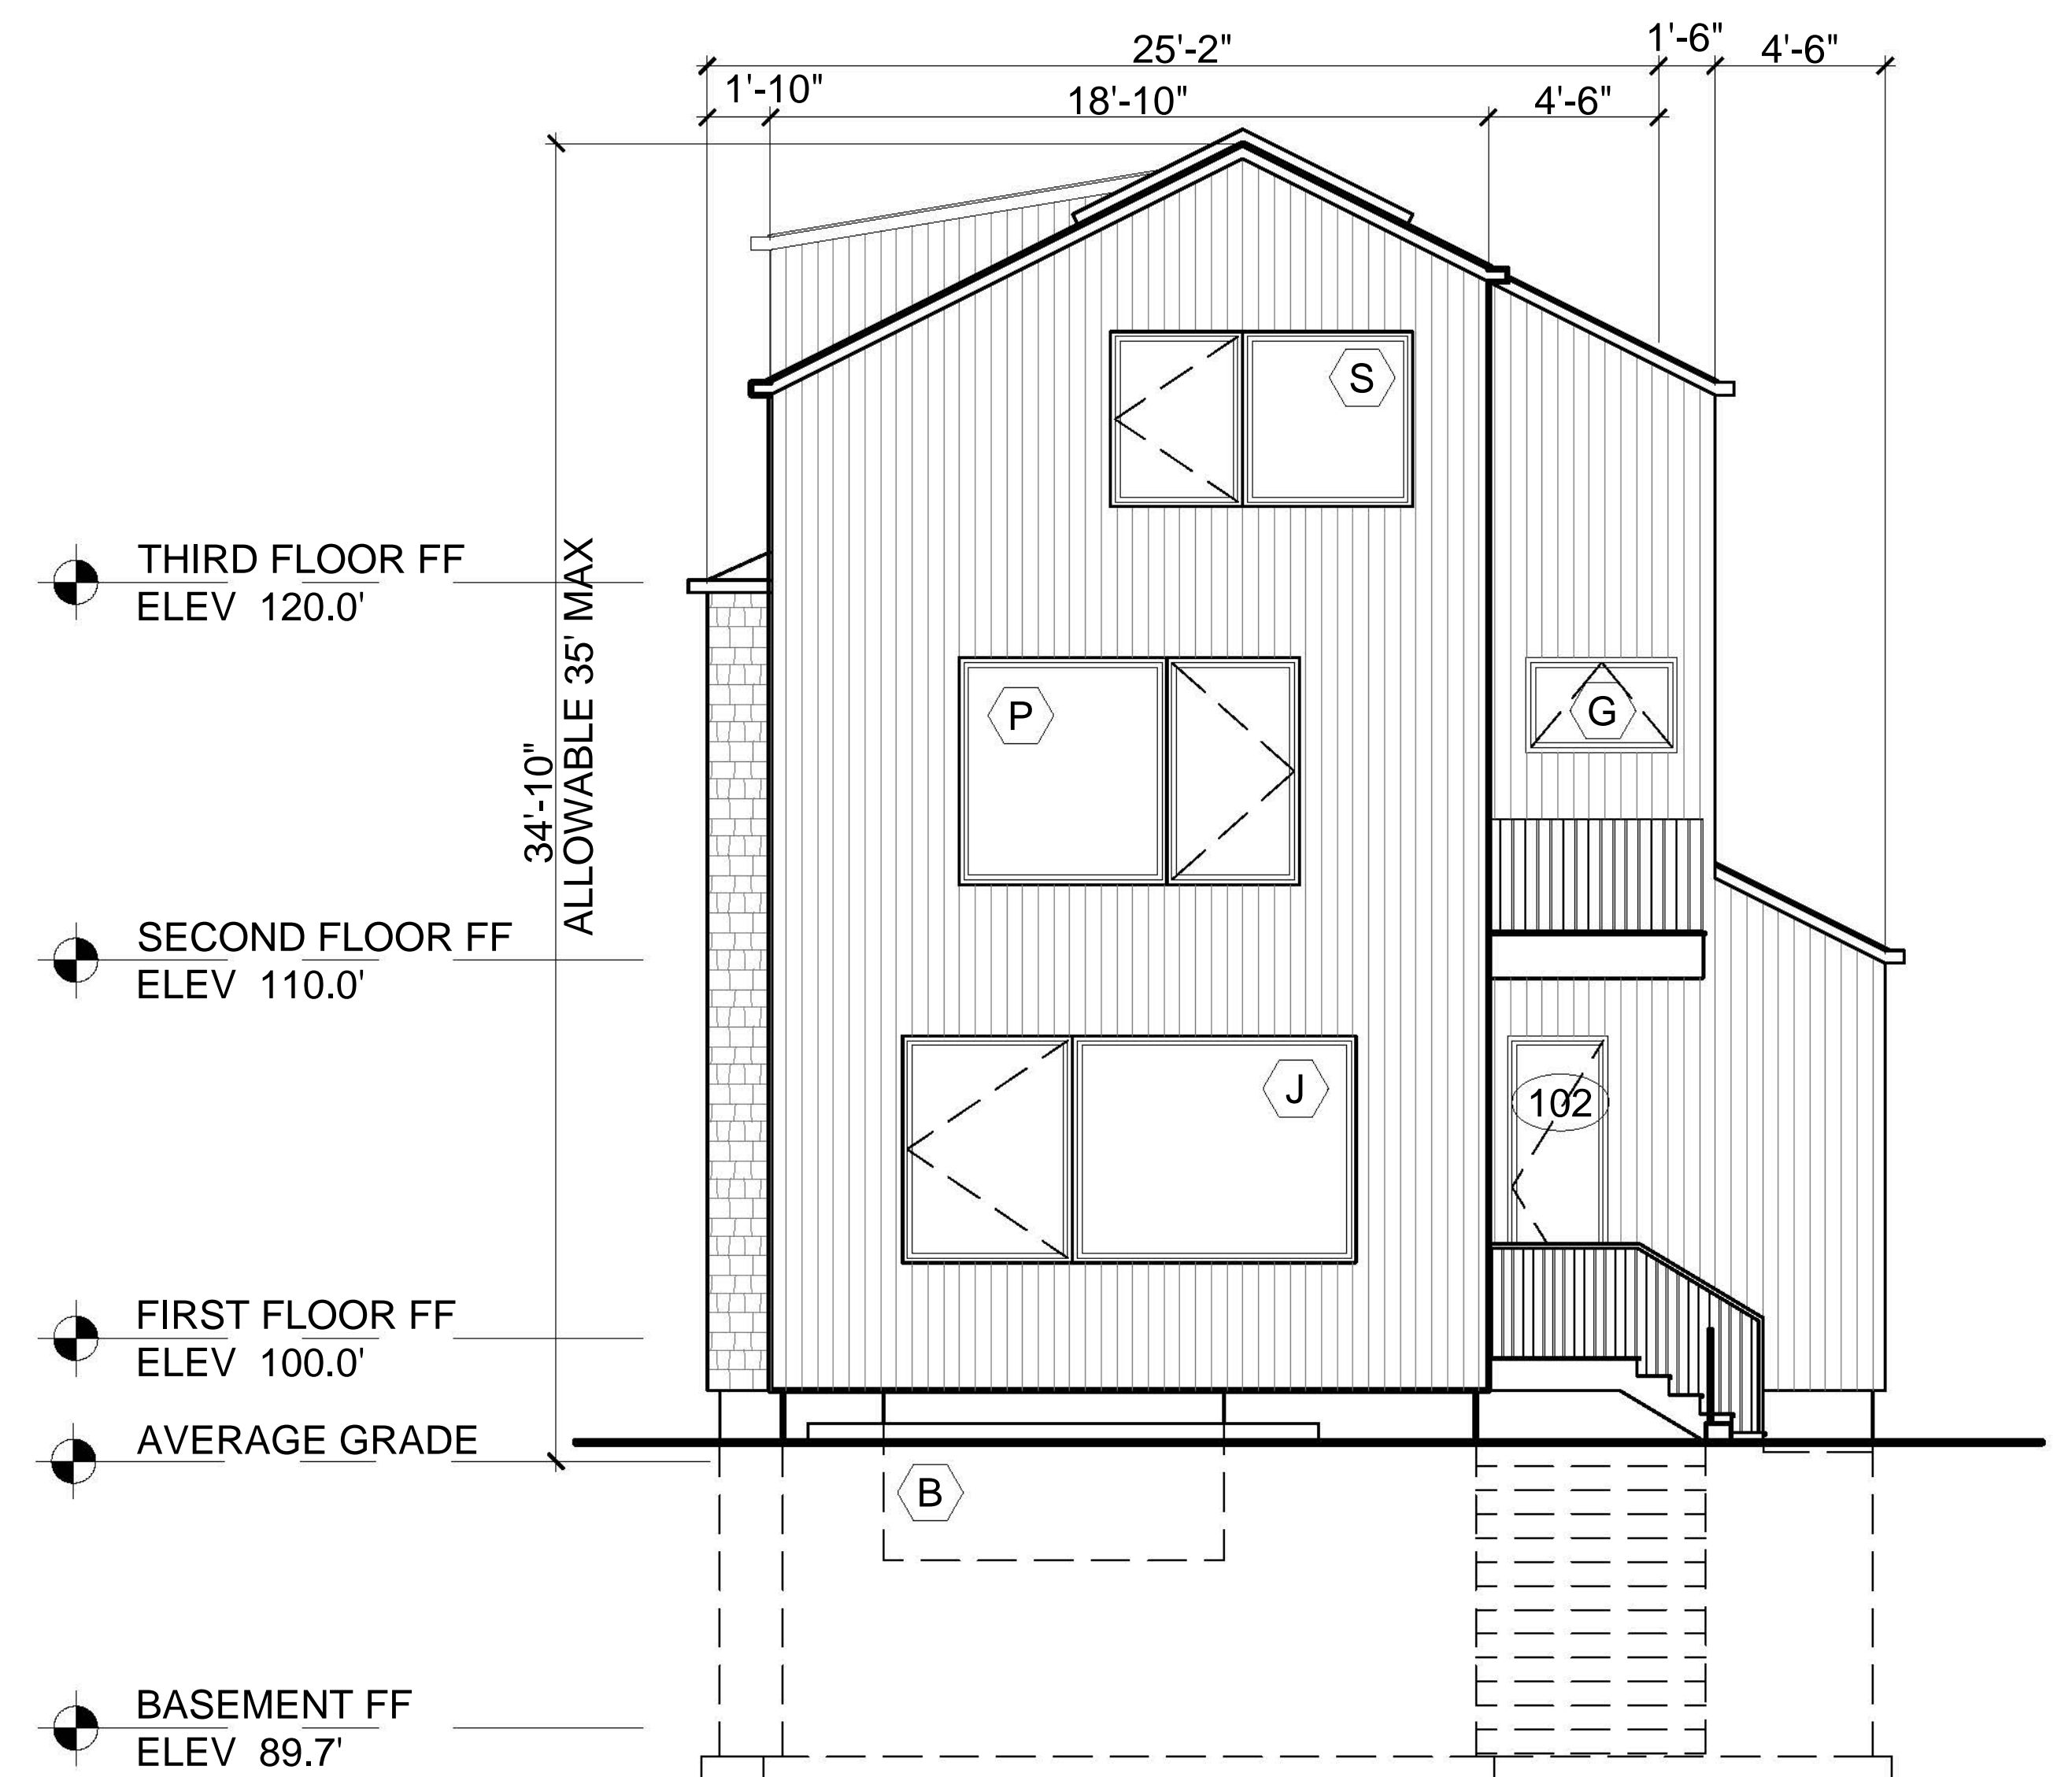 25'-2"
1'-6"
4'-6"
1'-10"
18'-10"
4'-6"
S
THIRD FLOOR FF
ELEV 120.0'
34'-10"
ALLOWABLE 35' MAX
P
G
SECOND FLOOR FF
ELEV 110.0'
J
102
FIRST FLOOR FF
ELEV 100.0'
AVERAGE GRADE
B
BASEMENT FF
ELEV 89.7'